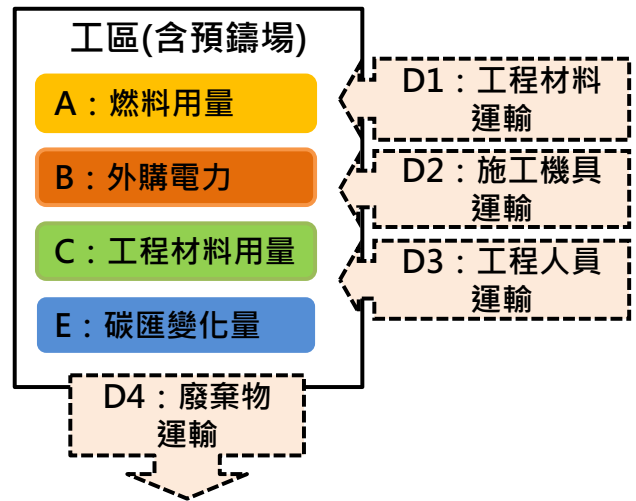 工區(含預鑄場)
A：燃料用量
B：外購電力
C：工程材料用量
E：碳匯變化量
D1：工程材料
運輸
D2：施工機具
運輸
D3：工程人員
運輸
D4：廢棄物
運輸